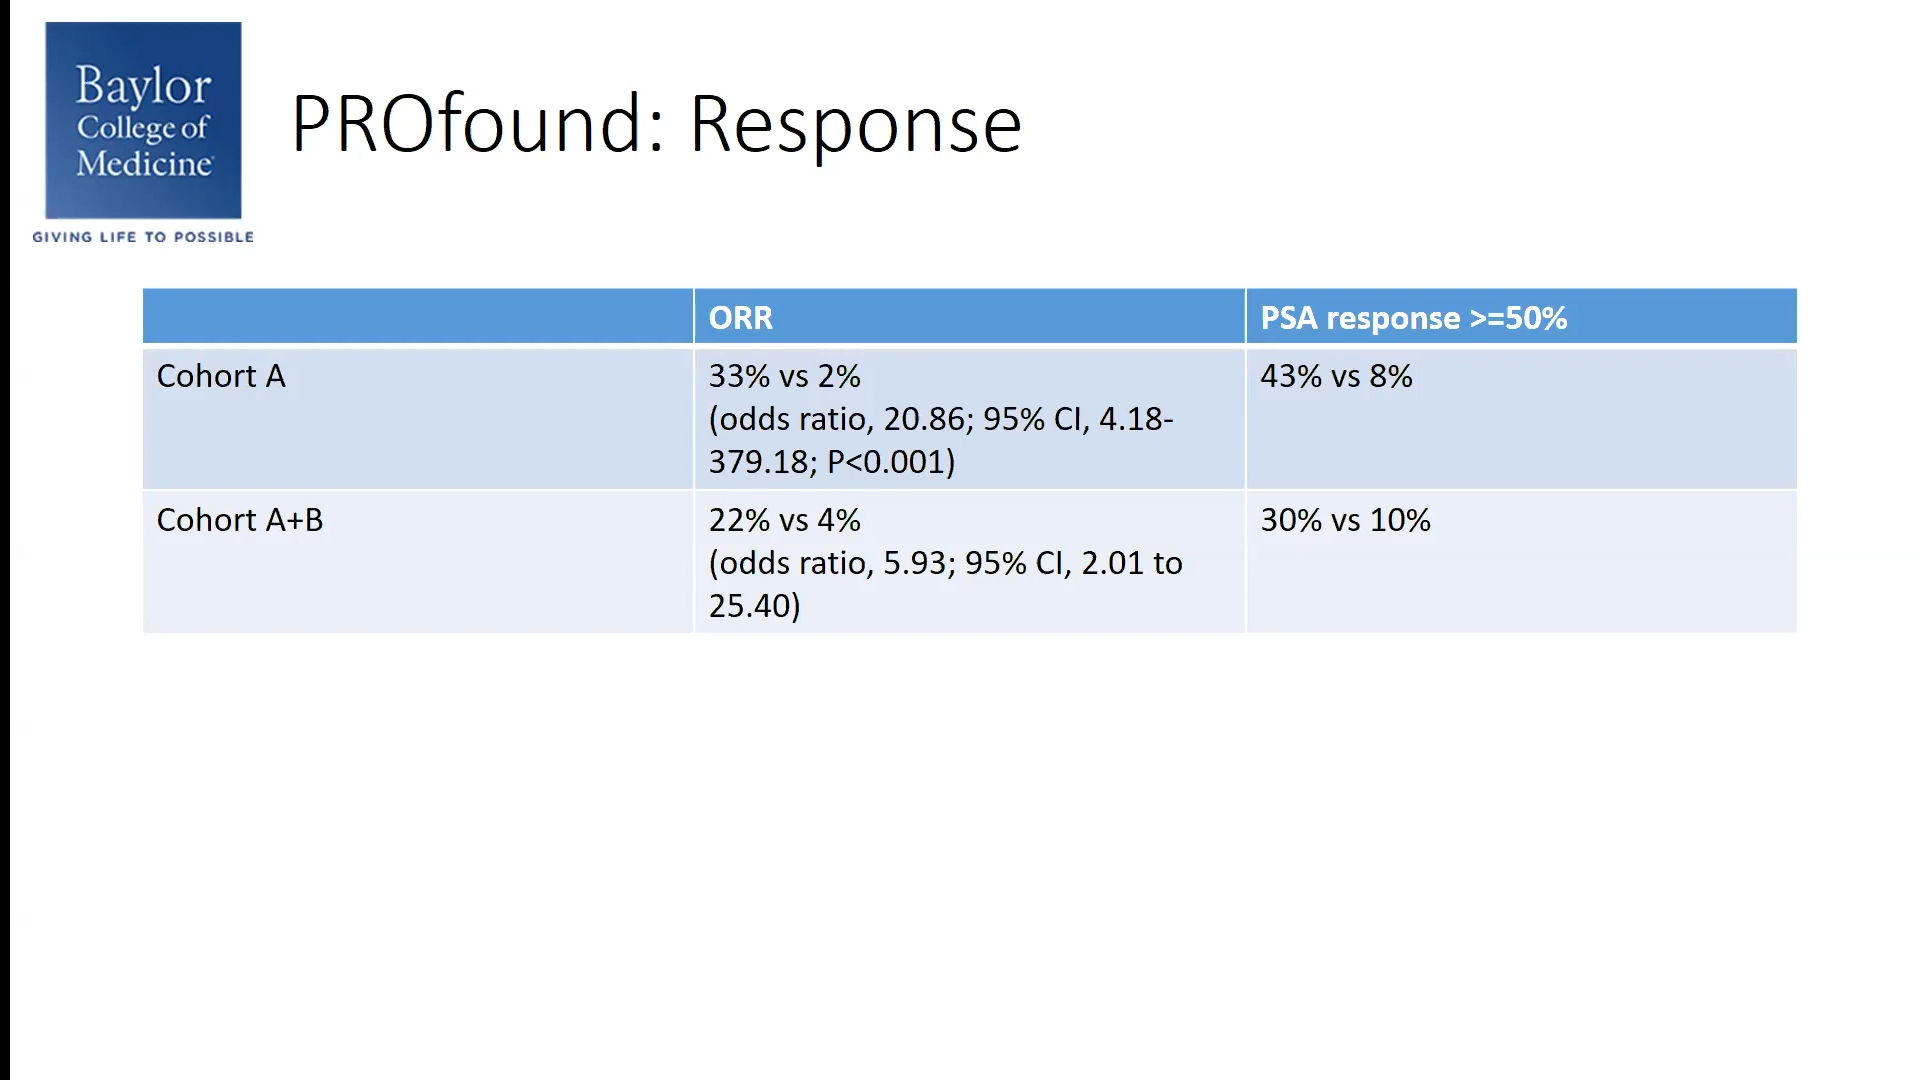 Baylor
College of
Medicine
GIVING LIFE TO POSSIBLE
PROfound: Response
ORR
PSA response >=50%
Cohort A
33% vs 2%
(odds ratio, 20.86; 95% CI, 4.18-
379.18; P<0.001)
43% vs 8%
Cohort A+B
22% vs 4%
(odds ratio, 5.93; 95% CI, 2.01 to
25.40)
30% vs 10%